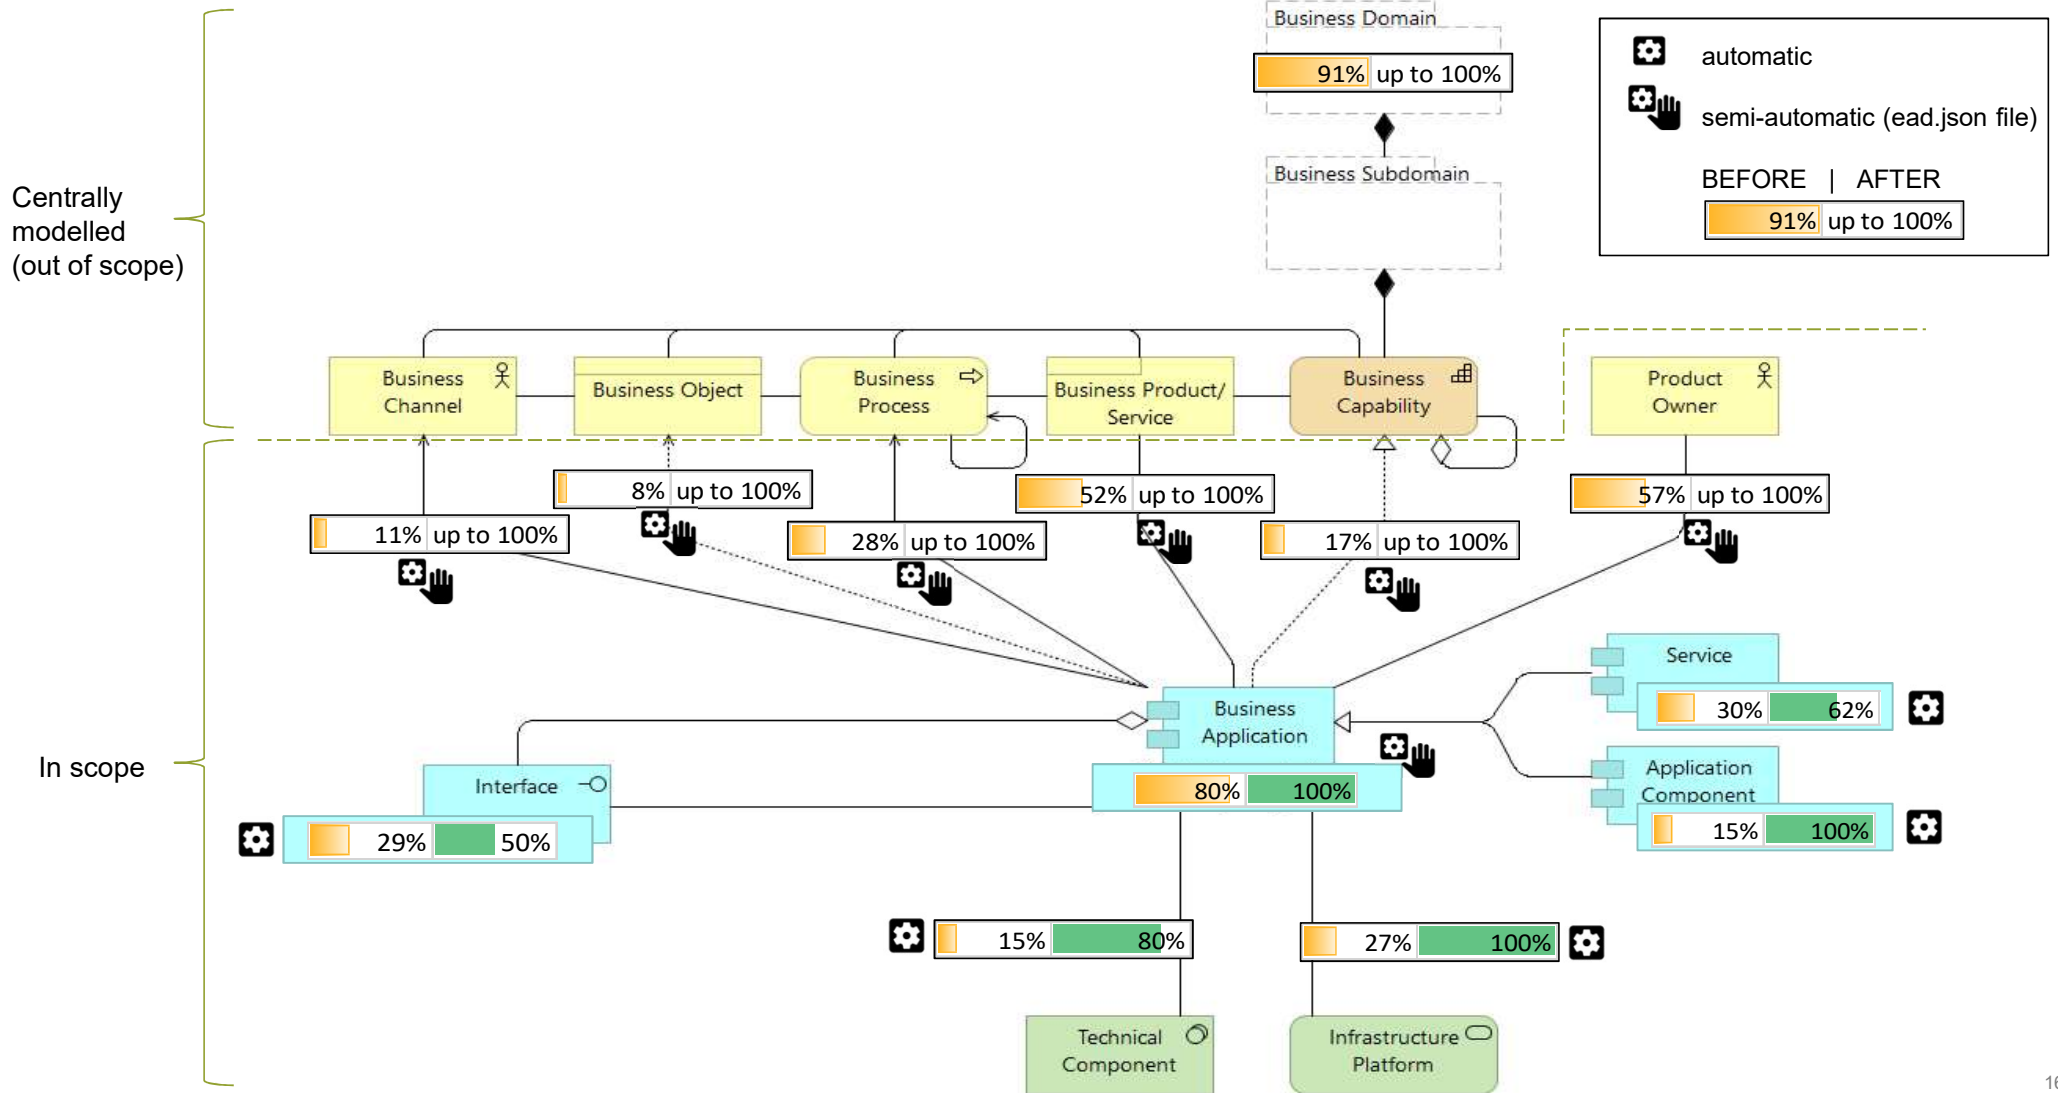 Business Domain
91% up to 100%
automatic
semi-automatic (ead.json file)
BEFORE | AFTER
91% up to 100%
Business Subdomain
Centrally
modelled
(out of scope)
Business
Channel
Business Object
Business
Process
Business Product/
Service
Business
Capability
Product
Owner
11% up to 100%
8% up to 100%
28% up to 100%
52% up to 100%
17% up to 100%
57% up to 100%
In scope
Service
30% 62%
Business
Application
80% 100%
Application
Component
15% 100%
Interface
29% 50%
15% 80%
27% 100%
Technical
Component
Infrastructure
Platform
16